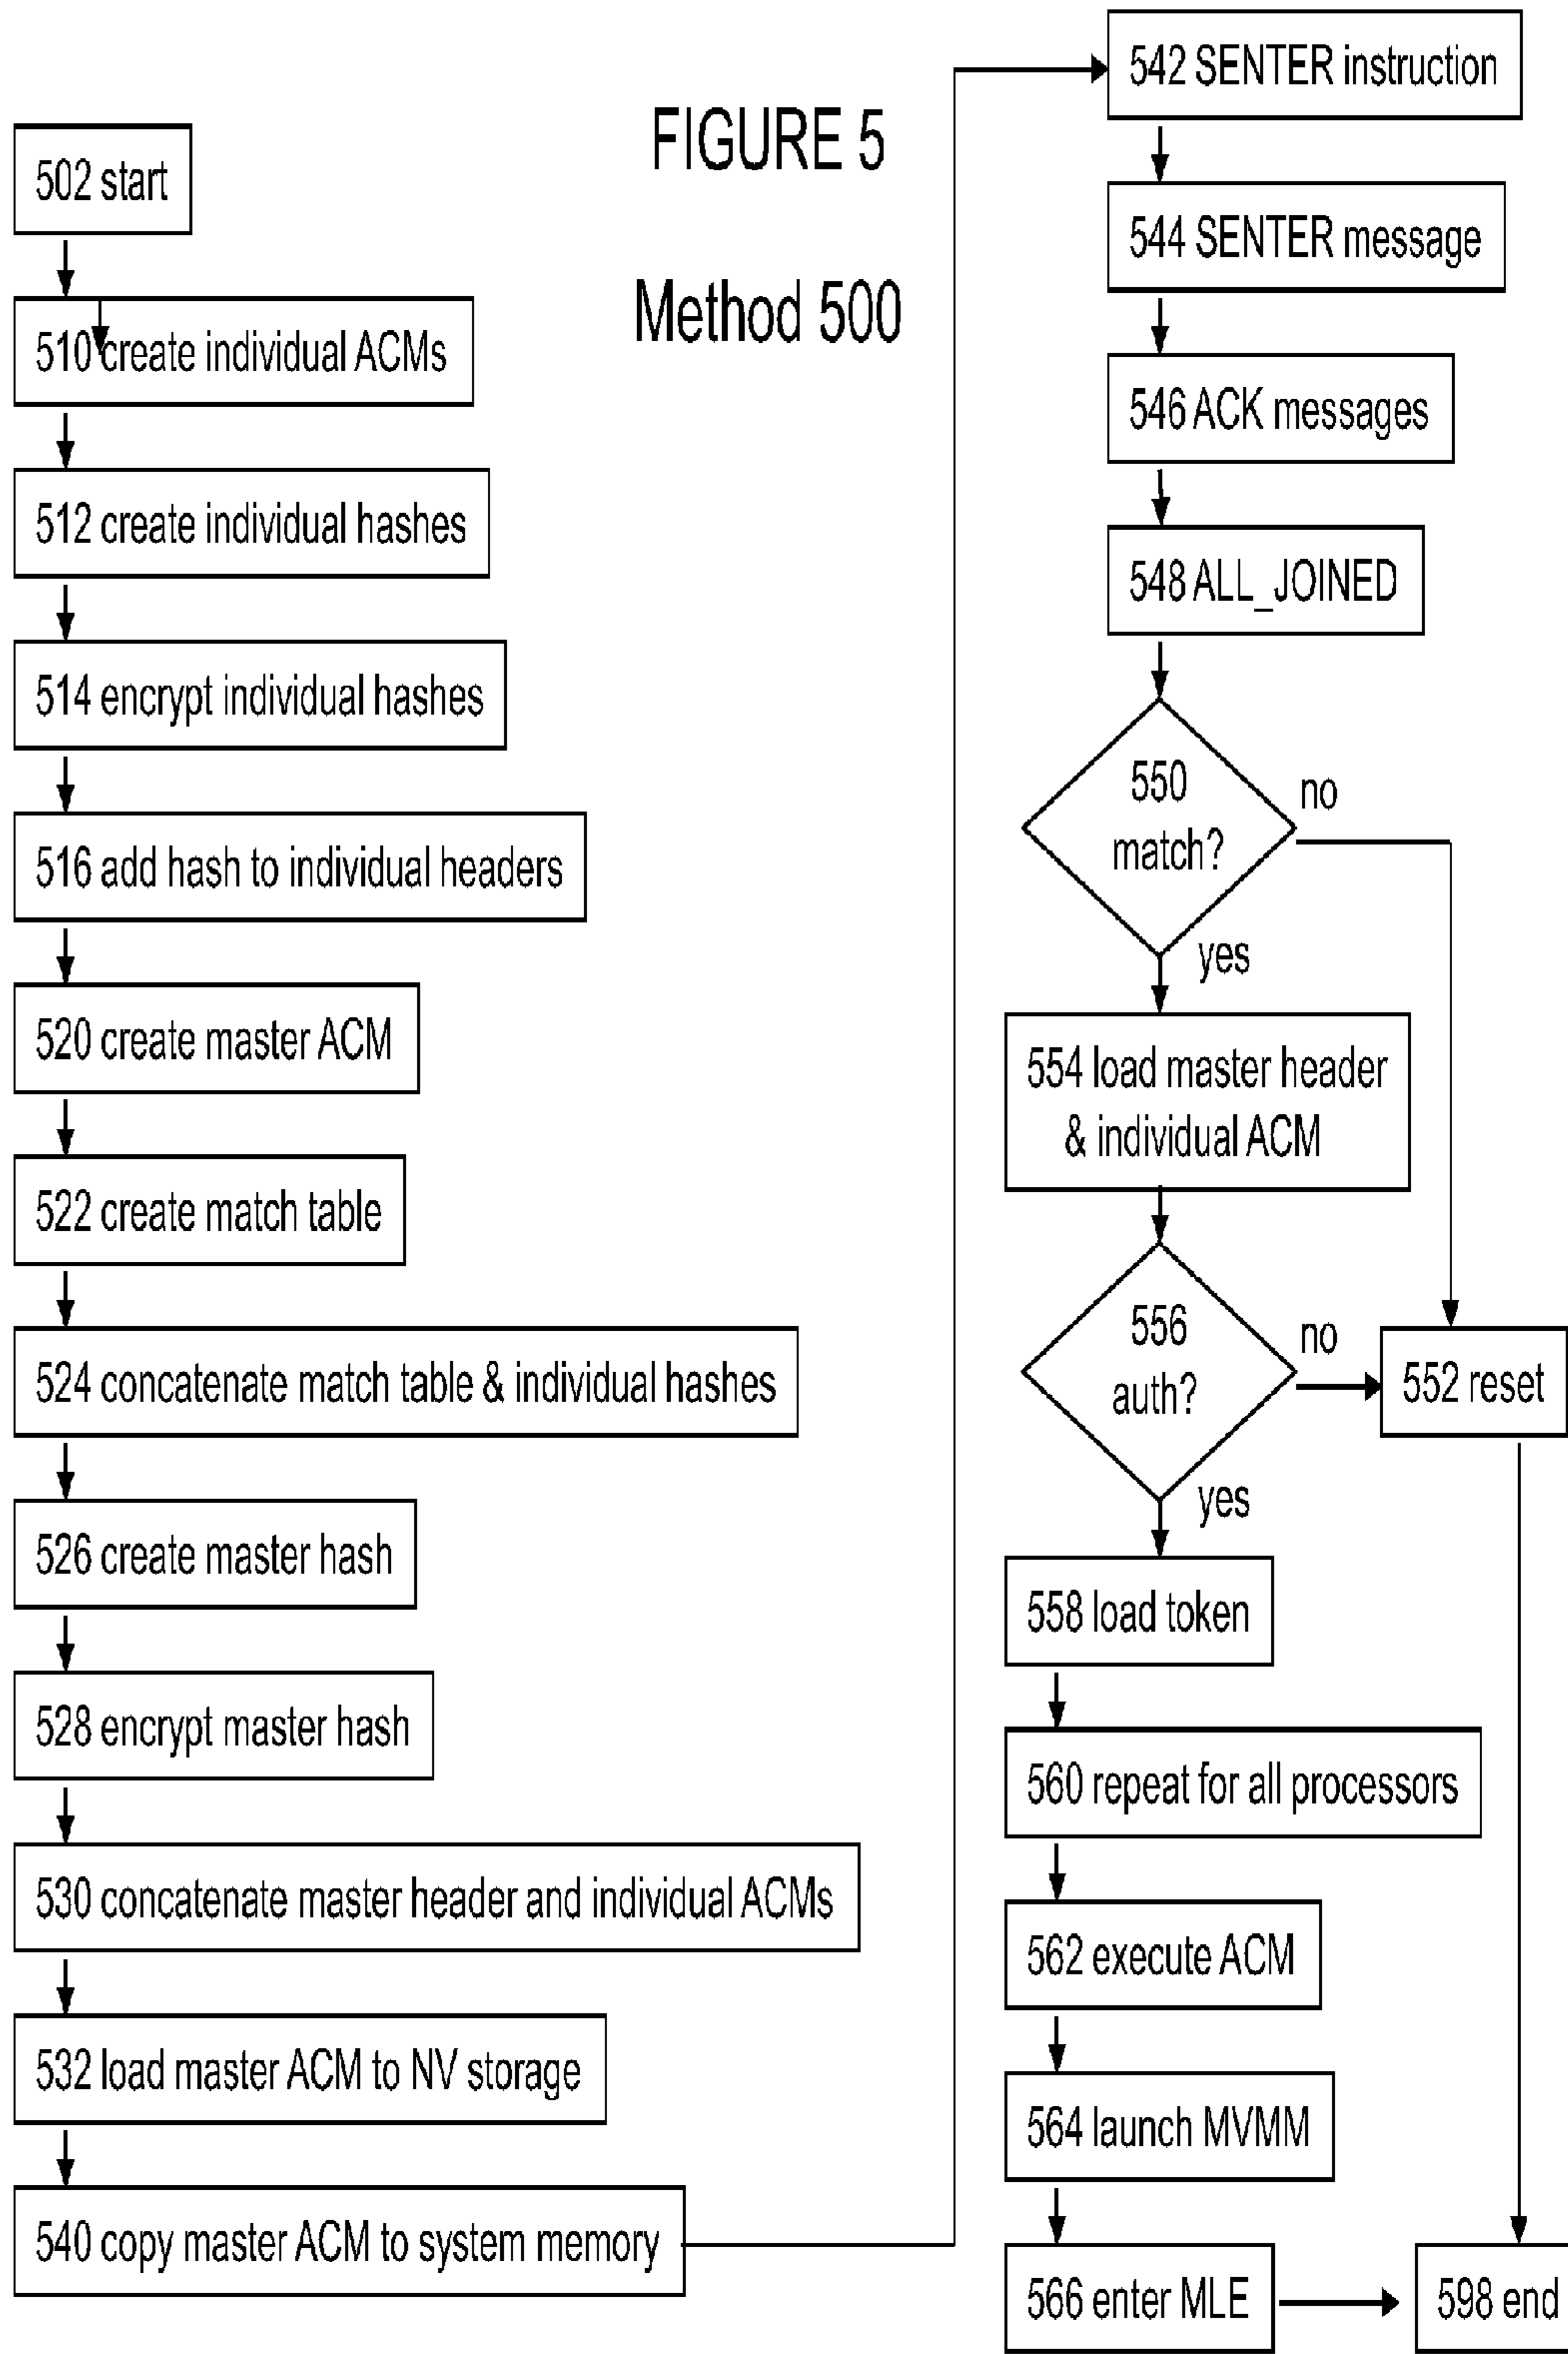 FIGURE 5
Method 500
502 start
510 create individual ACMs
512 create individual hashes
514 encrypt individual hashes
516 add hash to individual headers
520 create master ACM
522 create match table
524 concatenate match table & individual hashes
526 create master hash
528 encrypt master hash
530 concatenate master header and individual ACMs
532 load master ACM to NV storage
540 copy master ACM to system memory
542 SENTER instruction
544 SENTER message
546 ACK messages
548 ALL_JOINED
550
match?
no
yes
554 load master header
& individual ACM
556
auth?
no
552 reset
yes
558 load token
560 repeat for all processors
562 execute ACM
564 launch MVMM
566 enter MLE
598 end